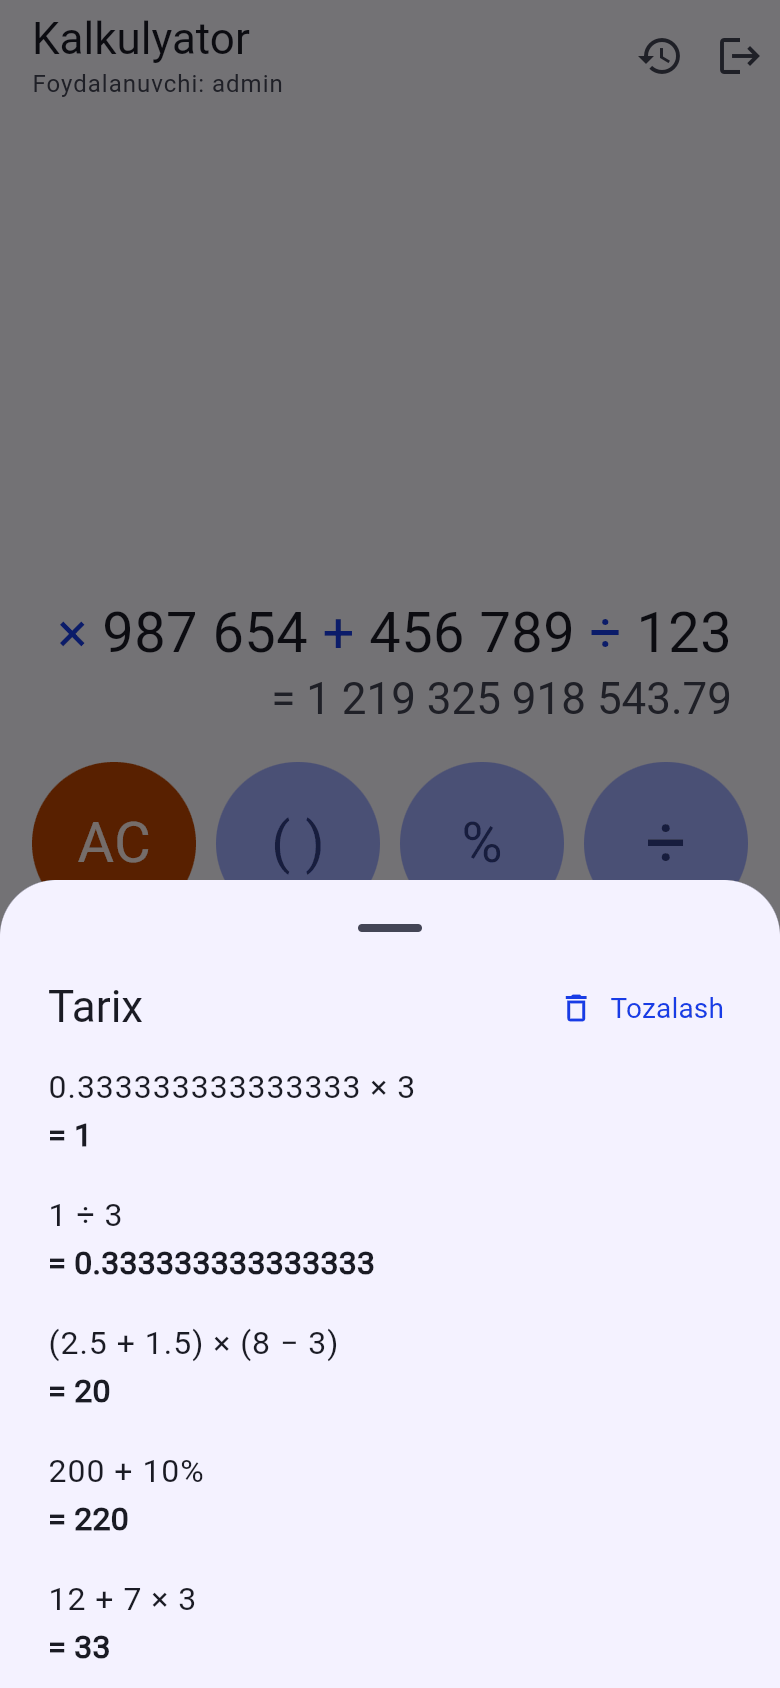 Kalkulyator
Foydalanuvchi: admin
× 987 654 + 456 789 ÷ 123
= 1 219 325 918 543.79
AC ( ) % ÷
Tarix
Tozalash
0.333333333333333 × 3
= 1
1 ÷ 3
= 0.333333333333333
(2.5 + 1.5) × (8 − 3)
= 20
200 + 10%
= 220
12 + 7 × 3
= 33